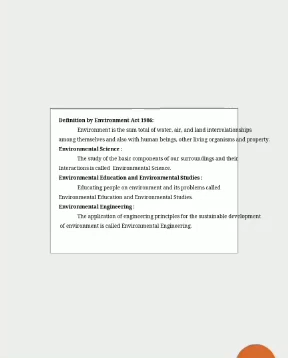 Definition by Environment Act 1986:
Environment is the sum total of water, air, and land interrelationships
among themselves and also with human beings, other living organisms and property.
Environmental Science :
The study of the basic components of our surroundings and their
interactions is called  Environmental Science.
Environmental Education and Environmental Studies :
Educating people on environment and its problems called
Environmental Education and Environmental Studies.
Environmental Engineering :
The application of engineering principles for the sustainable development
of environment is called Environmental Engineering.